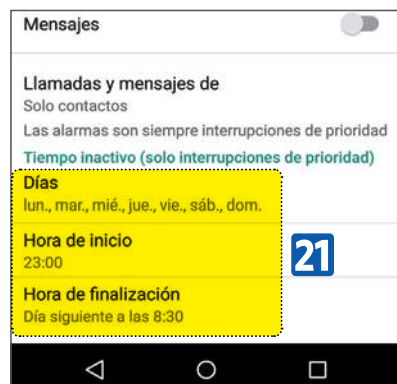 Mensajes
Llamadas y mensajes de
Solo contactos
Las alarmas son siempre interrupciones de prioridad
Tiempo inactivo (solo interrupciones de prioridad)
Días
lun., mar., mié., jue., vie., sáb., dom.
Hora de inicio
23:00
21
Hora de finalización
Día siguiente a las 8:30